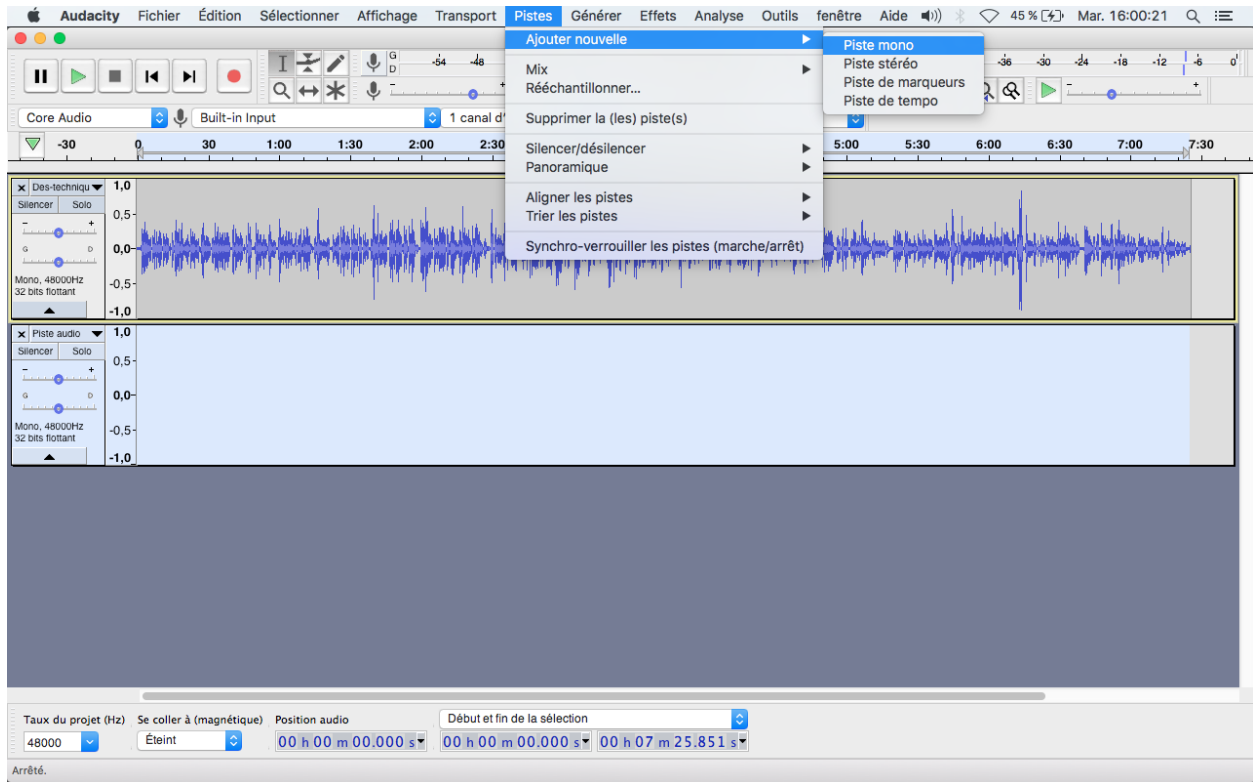 Audacity Fichier Édition Sélectionner Affichage Transport Pistes Générer Effets Analyse Outils fenêtre Aide 45 % Mar. 16:00:21
Ajouter nouvelle
Mix
Rééchantillonner...
Supprimer la (les) piste(s)
Silencer/désilencer
Panoramique
Aligner les pistes
Trier les pistes
Synchro-verrouiller les pistes (marche/arrêt)
Piste mono
Piste stéréo
Piste de marqueurs
Piste de tempo
G
D
-54 -48
-36 -30 -24 -18 -12 -6 0
Core Audio Built-in Input 1 canal d'
-30 0 30 1:00 1:30 2:00 2:30 5:00 5:30 6:00 6:30 7:00 7:30
Des-techniqu
Silencer Solo
- +
G D
Mono, 48000Hz
32 bits flottant
1,0
0,5-
0,0-
-0,5-
-1,0
Piste audio
Silencer Solo
- +
G D
Mono, 48000Hz
32 bits flottant
1,0
0,5-
0,0-
-0,5-
-1,0
Taux du projet (Hz) Se coller à (magnétique) Position audio Début et fin de la sélection
48000 Éteint 00 h 00 m 00.000 s 00 h 00 m 00.000 s 00 h 07 m 25.851 s
Arrêté.